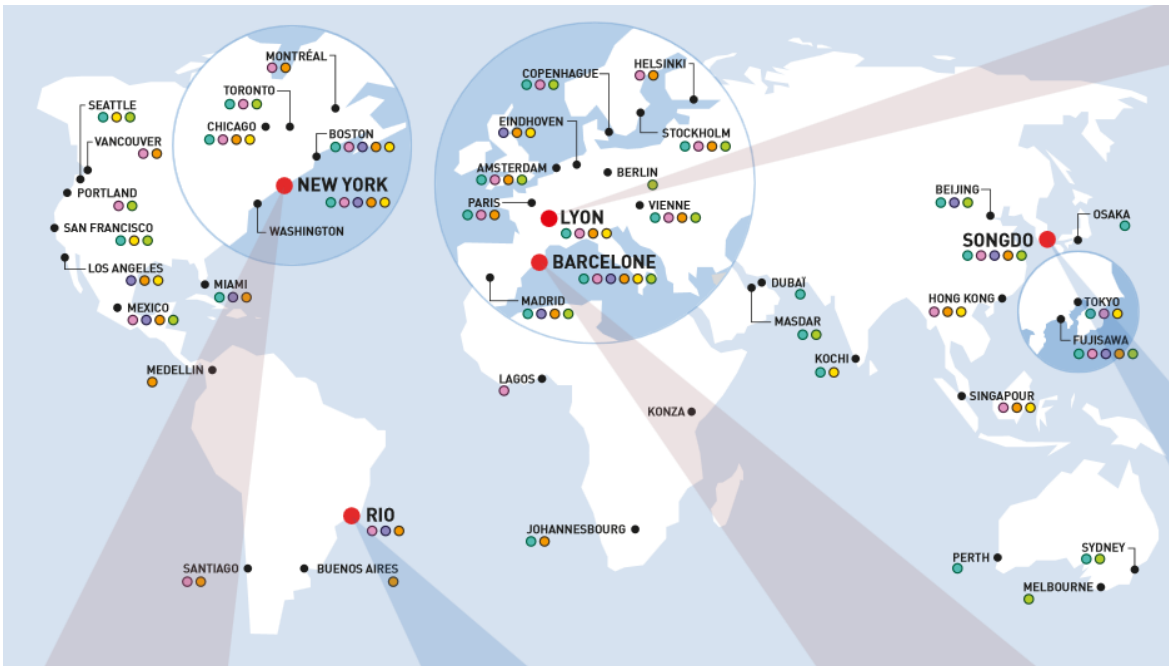 MONTRÉAL
TORONTO
CHICAGO
BOSTON
NEW YORK
WASHINGTON
SEATTLE
VANCOUVER
PORTLAND
SAN FRANCISCO
LOS ANGELES
MIAMI
MEXICO
MEDELLIN
RIO
SANTIAGO
BUENOS AIRES
COPENHAGUE
HELSINKI
EINDHOVEN
STOCKHOLM
AMSTERDAM
BERLIN
PARIS
VIENNE
LYON
BARCELONE
MADRID
LAGOS
KONZA
JOHANNESBOURG
DUBAÏ
MASDAR
KOCHI
BEIJING
OSAKA
SONGDO
HONG KONG
TOKYO
FUJISAWA
SINGAPOUR
PERTH
SYDNEY
MELBOURNE